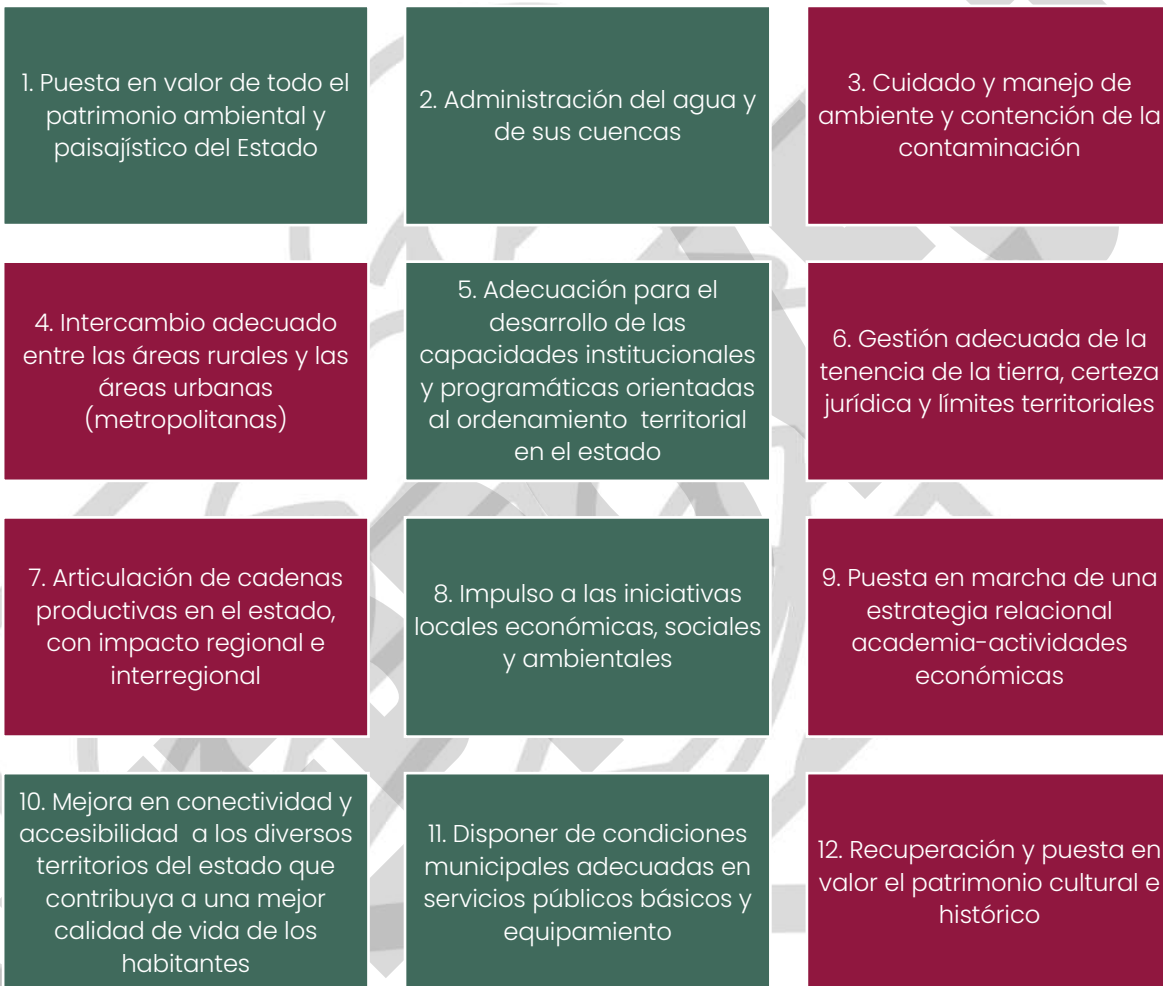 1. Puesta en valor de todo el
patrimonio ambiental y
paisajístico del Estado
2. Administración del agua y
de sus cuencas
3. Cuidado y manejo de
ambiente y contención de la
contaminación
4. Intercambio adecuado
entre las áreas rurales y las
áreas urbanas
(metropolitanas)
5. Adecuación para el
desarrollo de las
capacidades institucionales
y programáticas orientadas
al ordenamiento territorial
en el estado
6. Gestión adecuada de la
tenencia de la tierra, certeza
jurídica y límites territoriales
7. Articulación de cadenas
productivas en el estado,
con impacto regional e
interregional
8. Impulso a las iniciativas
locales económicas, sociales
y ambientales
9. Puesta en marcha de una
estrategia relacional
academia-actividades
económicas
10. Mejora en conectividad y
accesibilidad a los diversos
territorios del estado que
contribuya a una mejor
calidad de vida de los
habitantes
11. Disponer de condiciones
municipales adecuadas en
servicios públicos básicos y
equipamiento
12. Recuperación y puesta en
valor el patrimonio cultural e
histórico